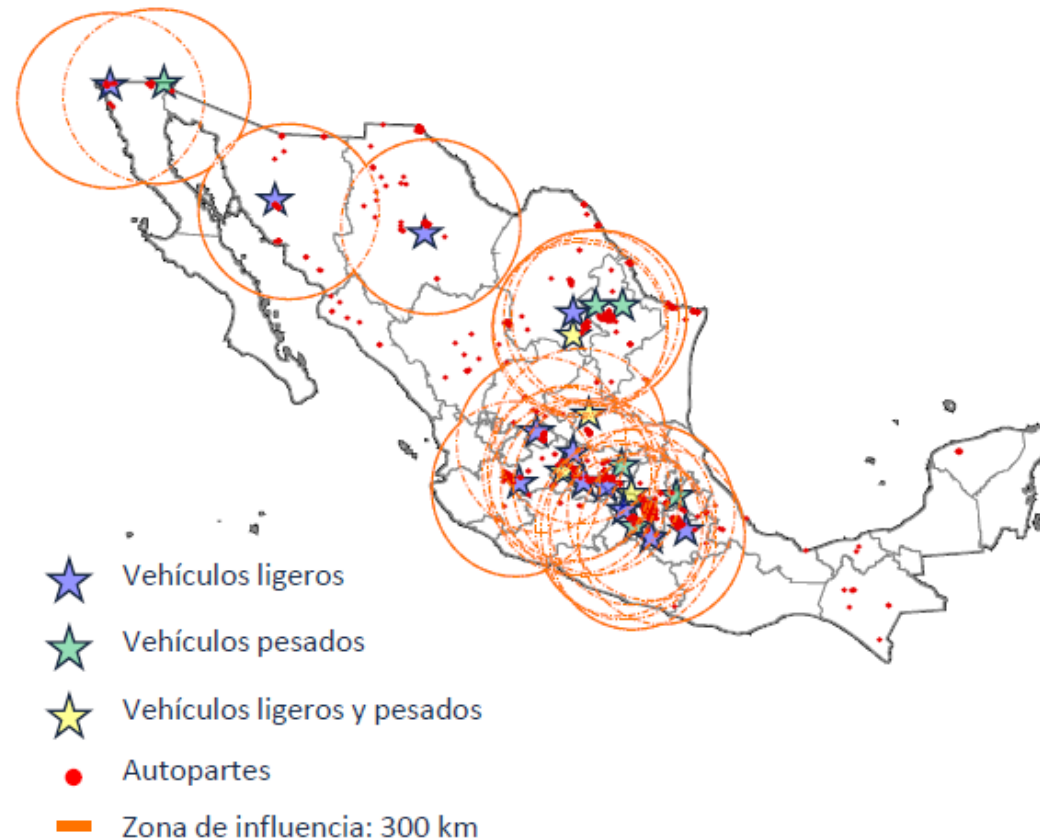 Vehículos ligeros
Vehículos pesados
Vehículos ligeros y pesados
Autopartes
Zona de influencia: 300 km